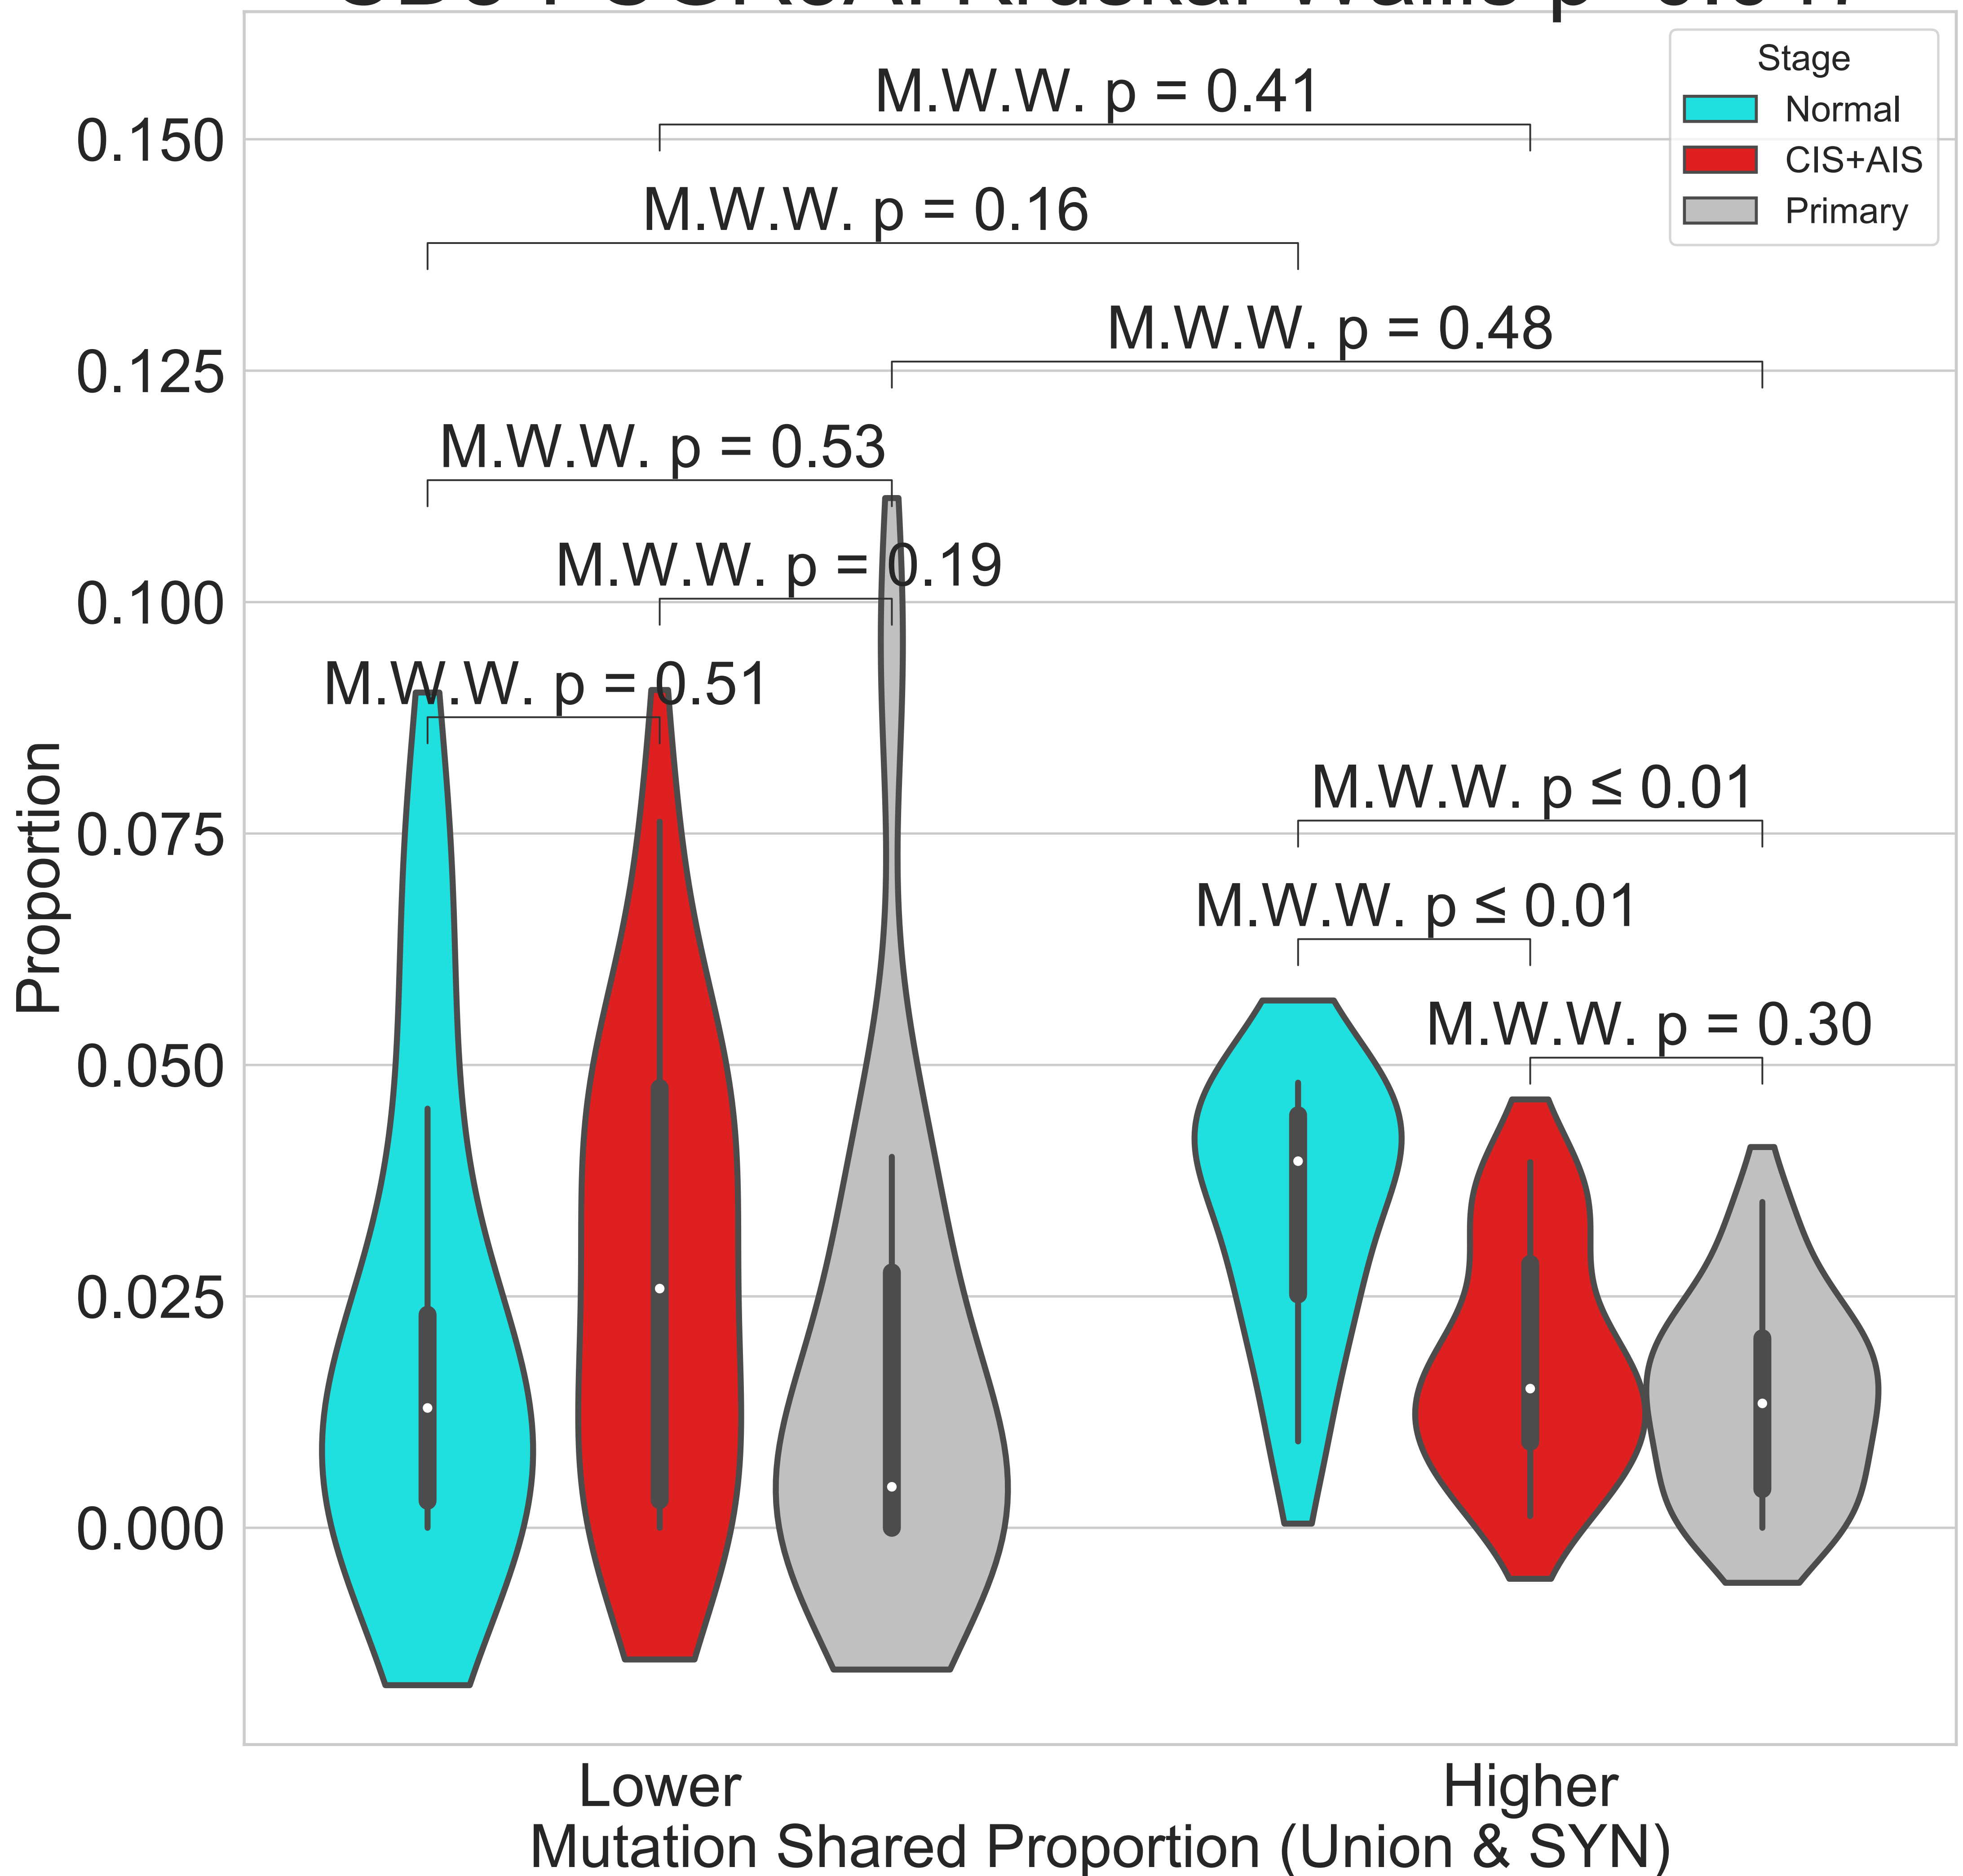 Stage
Normal
CIS+AIS
Primary
M.W.W. p = 0.41
0.150
M.W.W. p = 0.16
M.W.W. p = 0.48
0.125
M.W.W. p = 0.53
M.W.W. p = 0.19
0.100
M.W.W. p = 0.51
M.W.W. p ≤ 0.01
0.075
M.W.W. p ≤ 0.01
M.W.W. p = 0.30
0.050
0.025
0.000
Proportion
Lower
Higher
Mutation Shared Proportion (Union & SYN)